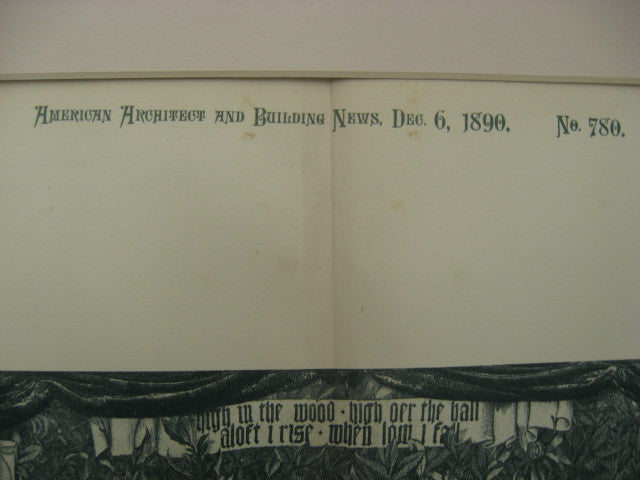 American Architect and Building News, Dec. 6, 1890. No. 780.
high in the wood · high oer the hall
aloft i rise · when low i fall